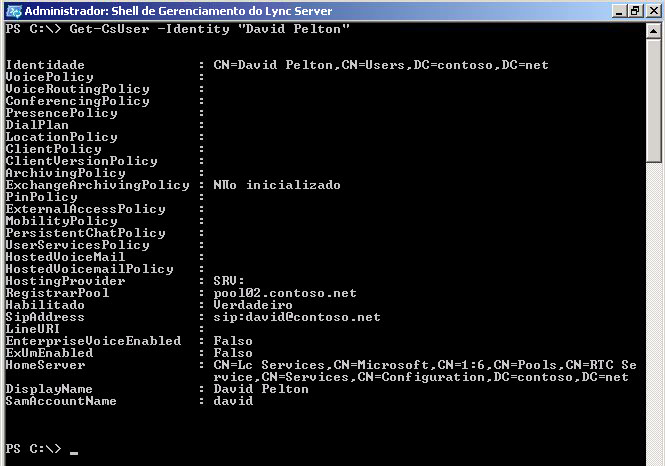 Administrador: Shell de Gerenciamento do Lync Server
PS C:\> Get-CsUser -Identity "David Pelton"
Identidade : CN=David Pelton,CN=Users,DC=contoso,DC=net
VoicePolicy :
VoiceRoutingPolicy :
ConferencingPolicy :
PresencePolicy :
DialPlan :
LocationPolicy :
ClientPolicy :
ClientVersionPolicy :
ArchivingPolicy :
ExchangeArchivingPolicy : NΠo inicializado
PinPolicy :
ExternalAccessPolicy :
MobilityPolicy :
PersistentChatPolicy :
UserServicesPolicy :
HostedVoiceMail :
HostedVoicemailPolicy :
HostingProvider : SRV:
RegistrarPool : pool02.contoso.net
Habilitado : Verdadeiro
SipAddress : sip:david@contoso.net
LineURI :
EnterpriseVoiceEnabled : Falso
ExUmEnabled : Falso
HomeServer : CN=Lc Services,CN=Microsoft,CN=1:6,CN=Pools,CN=RTC Se
rvice,CN=Services,CN=Configuration,DC=contoso,DC=net
DisplayName : David Pelton
SamAccountName : david
PS C:\> _